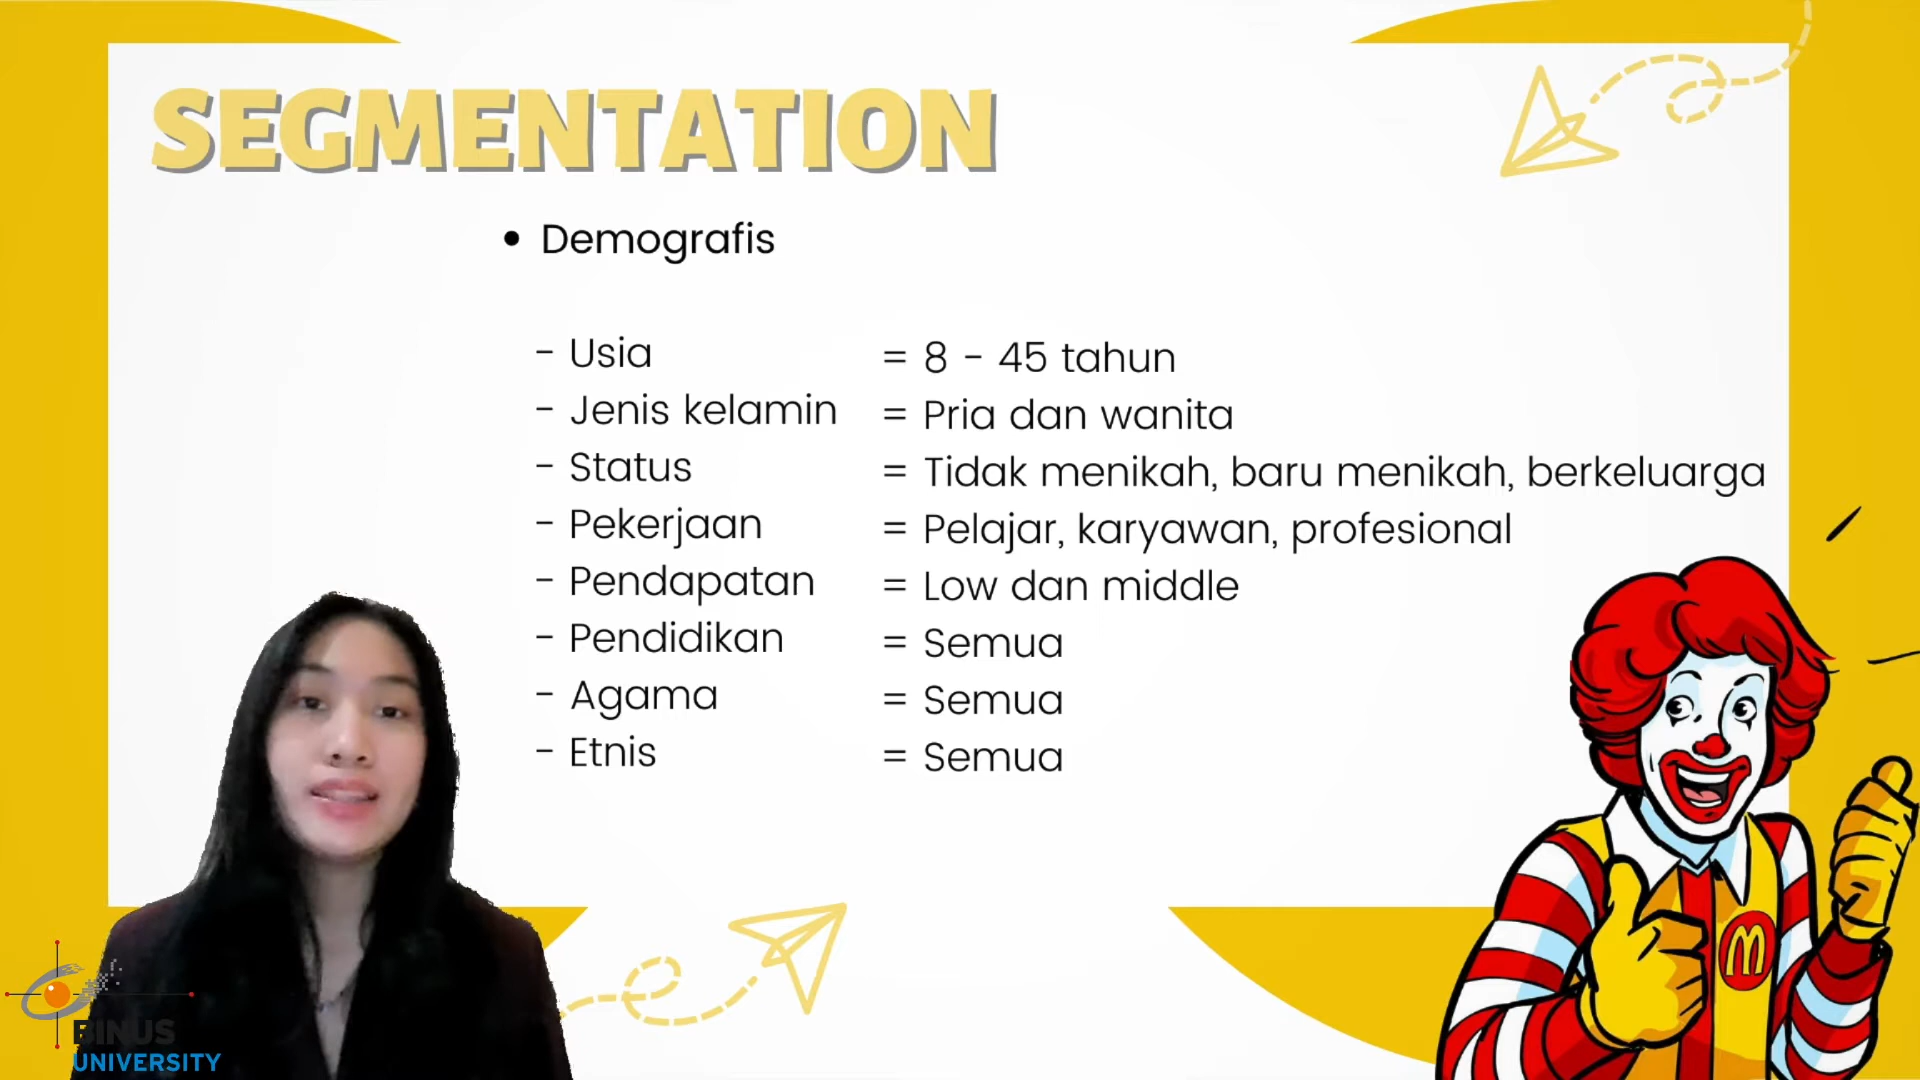 SEGMENTATION
• Demografis
- Usia = 8 - 45 tahun
- Jenis kelamin = Pria dan wanita
- Status = Tidak menikah, baru menikah, berkeluarga
- Pekerjaan = Pelajar, karyawan, profesional
- Pendapatan = Low dan middle
- Pendidikan = Semua
- Agama = Semua
- Etnis = Semua
M
BINUS
UNIVERSITY